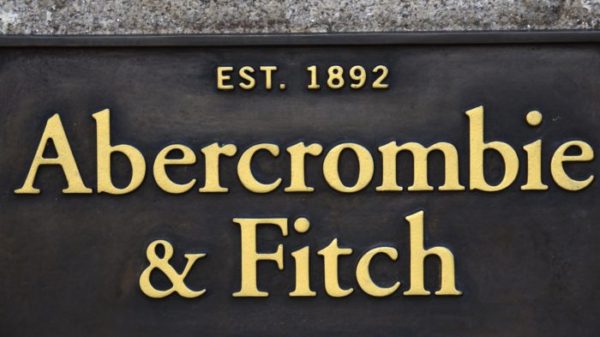 EST. 1892
Abercrombie
& Fitch